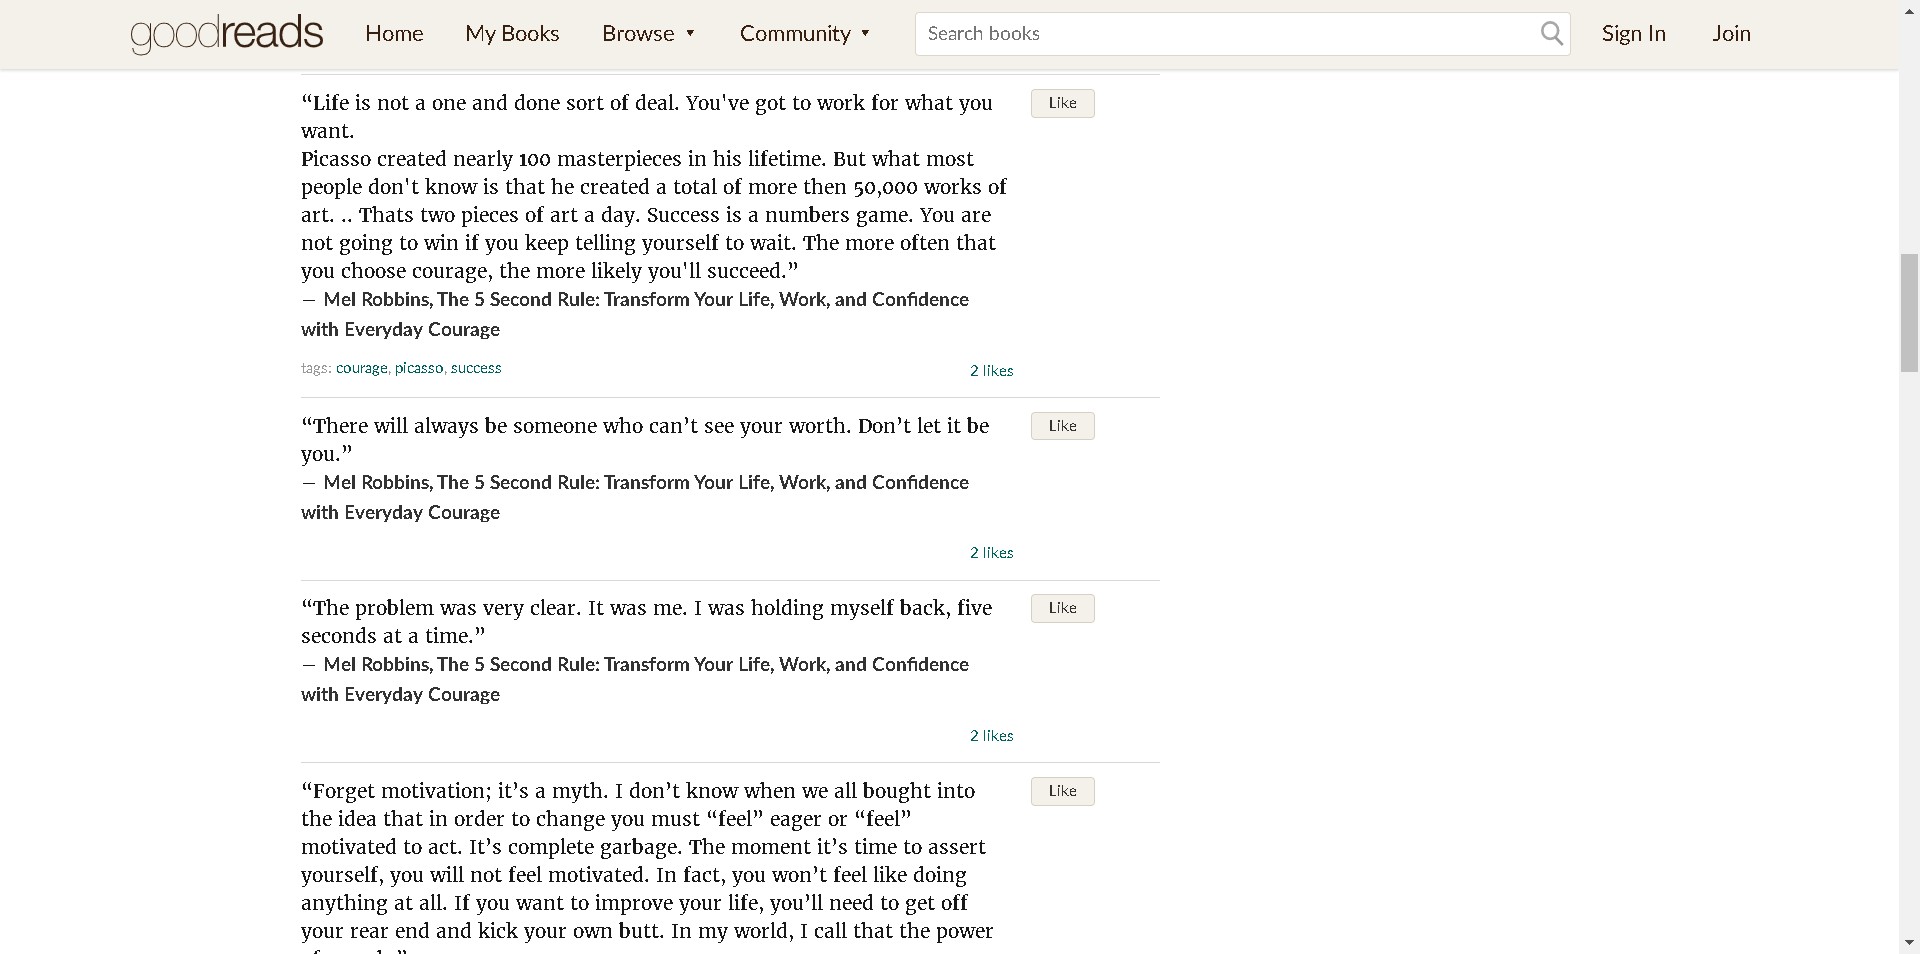 goodreads Home My Books Browse ▼ Community ▼ Search books Sign In Join
“Life is not a one and done sort of deal. You've got to work for what you Like
want.
Picasso created nearly 100 masterpieces in his lifetime. But what most
people don't know is that he created a total of more then 50,000 works of
art. .. Thats two pieces of art a day. Success is a numbers game. You are
not going to win if you keep telling yourself to wait. The more often that
you choose courage, the more likely you'll succeed.”
― Mel Robbins, The 5 Second Rule: Transform Your Life, Work, and Confidence
with Everyday Courage
tags: courage, picasso, success 2 likes
“There will always be someone who can’t see your worth. Don’t let it be Like
you.”
― Mel Robbins, The 5 Second Rule: Transform Your Life, Work, and Confidence
with Everyday Courage
2 likes
“The problem was very clear. It was me. I was holding myself back, five Like
seconds at a time.”
― Mel Robbins, The 5 Second Rule: Transform Your Life, Work, and Confidence
with Everyday Courage
2 likes
“Forget motivation; it’s a myth. I don’t know when we all bought into Like
the idea that in order to change you must “feel” eager or “feel”
motivated to act. It’s complete garbage. The moment it’s time to assert
yourself, you will not feel motivated. In fact, you won’t feel like doing
anything at all. If you want to improve your life, you’ll need to get off
your rear end and kick your own butt. In my world, I call that the power